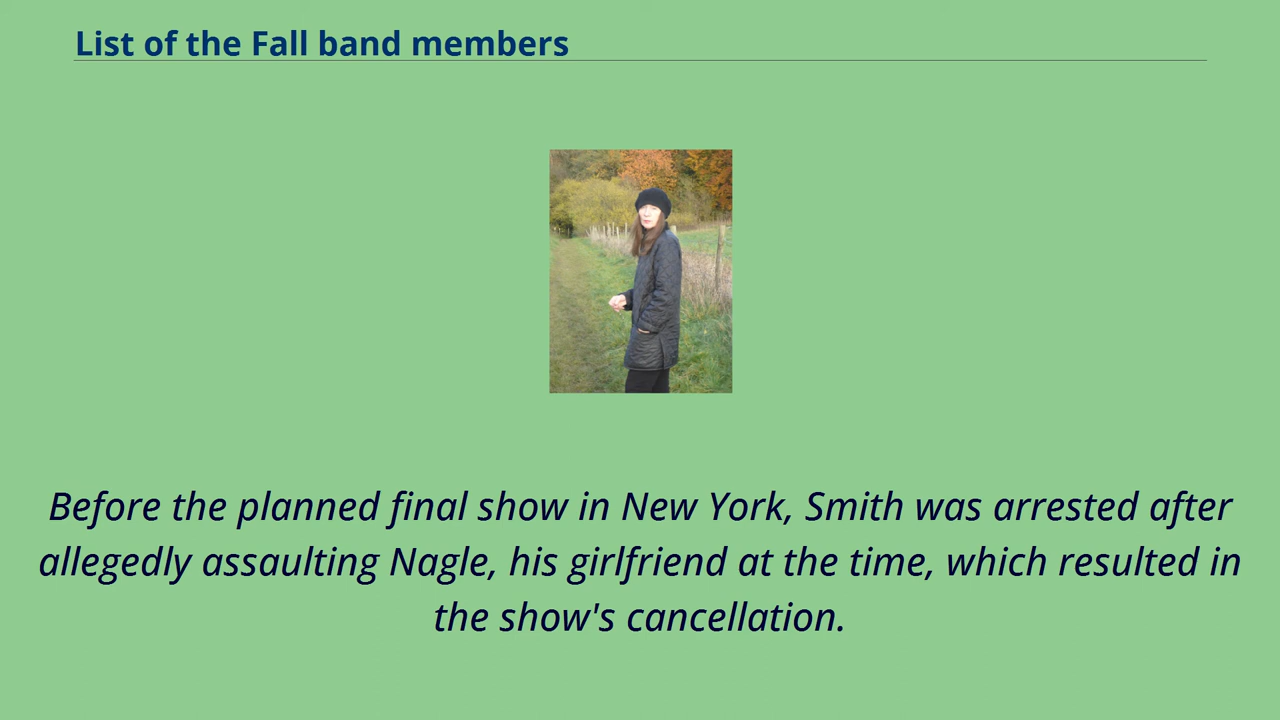 List of the Fall band members
Before the planned final show in New York, Smith was arrested after
allegedly assaulting Nagle, his girlfriend at the time, which resulted in
the show's cancellation.